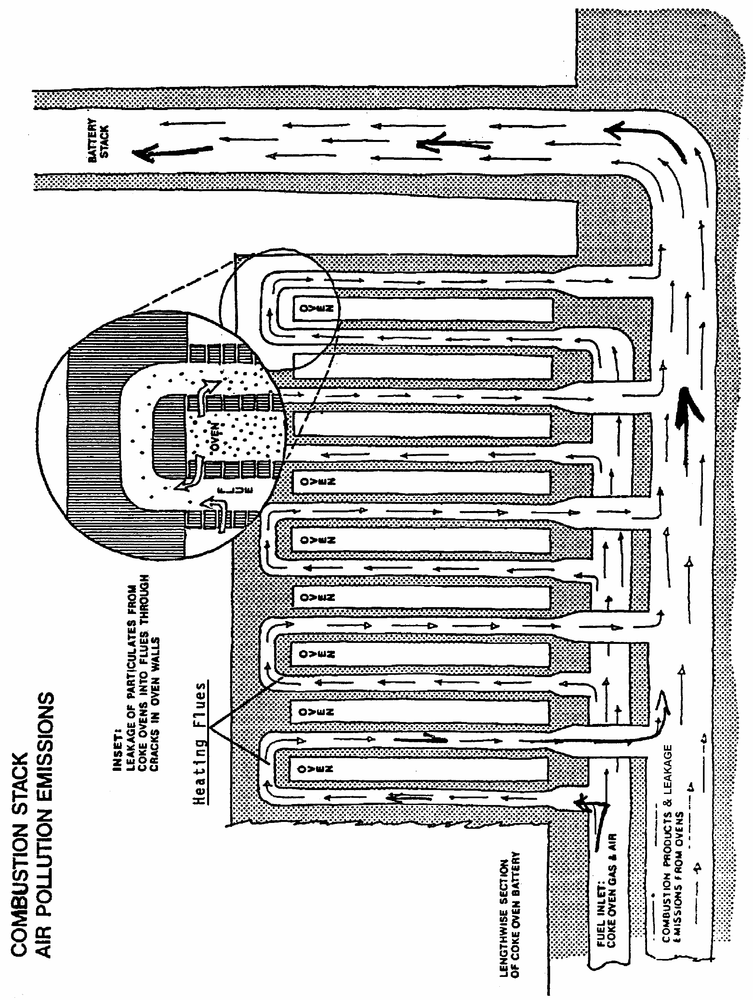 COMBUSTION STACK
AIR POLLUTION EMISSIONS
BATTERY
STACK
INSET:
LEAKAGE OF PARTICULATES FROM
COKE OVENS INTO FLUES THROUGH
CRACKS IN OVEN WALLS
OVEN
FLUE
Heating Flues
OVEN
OVEN
OVEN
OVEN
OVEN
OVEN
OVEN
LENGTHWISE SECTION
OF COKE OVEN BATTERY
FUEL INLET:
COKE OVEN GAS & AIR
COMBUSTION PRODUCTS & LEAKAGE
EMISSIONS FROM OVENS